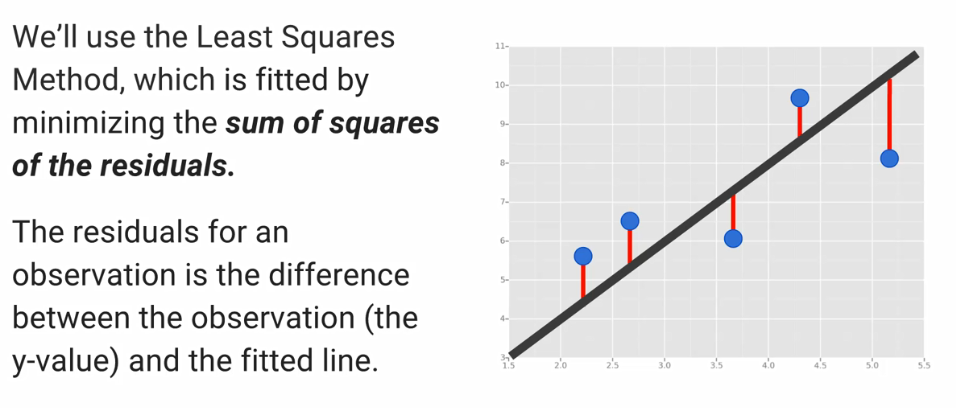 We’ll use the Least Squares
Method, which is fitted by
minimizing the sum of squares
of the residuals.
The residuals for an
observation is the difference
between the observation (the
y-value) and the fitted line.
11
10
9
8
7
6
5
4
3
1.5 2.0 2.5 3.0 3.5 4.0 4.5 5.0 5.5